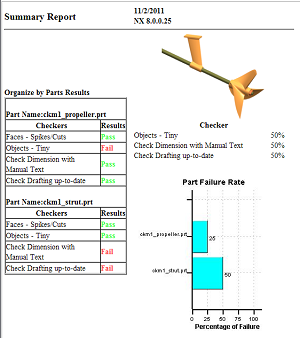 Summary Report
11/2/2011
NX 8.0.0.25
Organize by Parts Results
Part Name:ckm1_propeller.prt
Checkers Results
Faces - Spikes/Cuts Pass
Objects - Tiny Fail
Check Dimension with
Manual Text Pass
Check Drafting up-to-date Pass
Part Name:ckm1_strut.prt
Checkers Results
Faces - Spikes/Cuts Pass
Objects - Tiny Pass
Check Dimension with
Manual Text Fail
Check Drafting up-to-date Fail
Checker
Objects - Tiny 50%
Check Dimension with Manual Text 50%
Check Drafting up-to-date 50%
Part Failure Rate
ckm1_propeller.prt
25
ckm1_strut.prt
50
0 25 50 75 100
Percentage of Failure